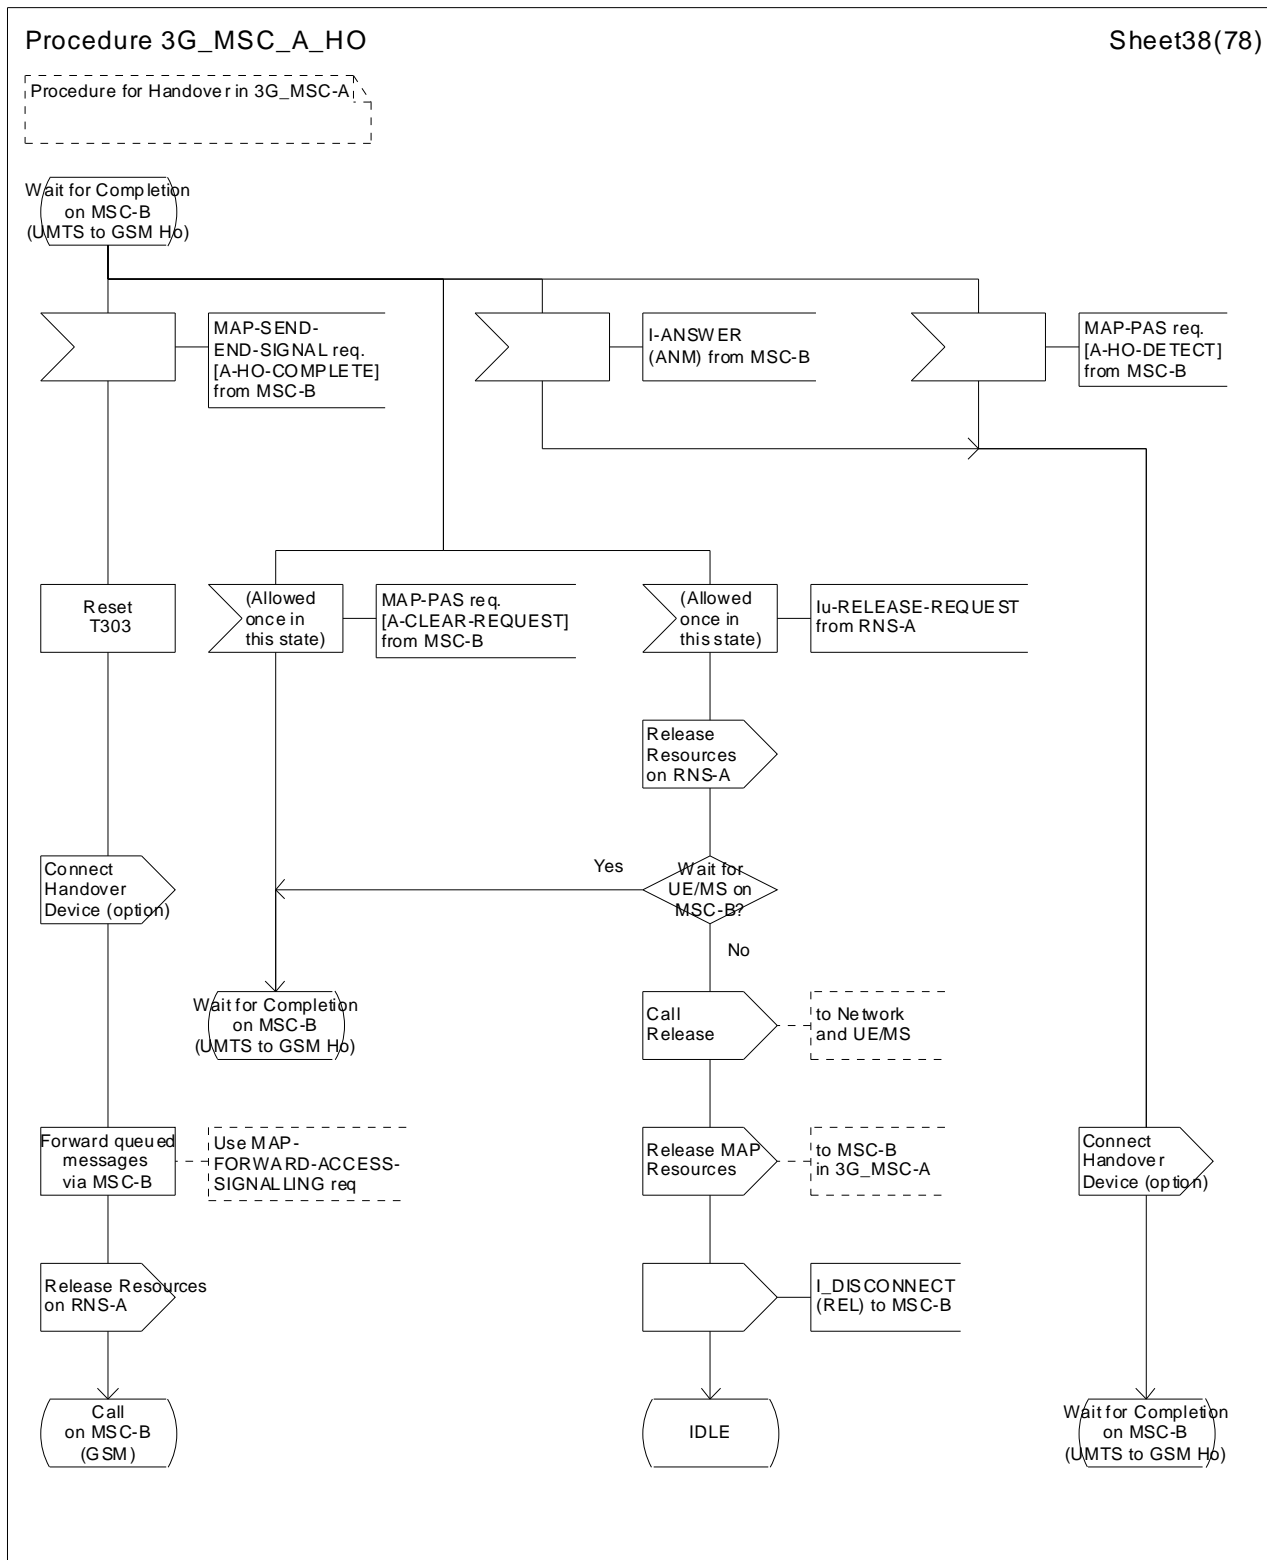 Procedure 3G_MSC_A_HO
Sheet38(78)
Procedure for Handover in 3G_MSC-A
Wait for Completion
on MSC-B
(UMTS to GSM Ho)
MAP-SEND-
END-SIGNAL req.
[A-HO-COMPLETE]
from MSC-B
I-ANSWER
(ANM) from MSC-B
MAP-PAS req.
[A-HO-DETECT]
from MSC-B
Reset
T303
(Allowed
once in
this state)
MAP-PAS req.
[A-CLEAR-REQUEST]
from MSC-B
(Allowed
once in
this state)
Iu-RELEASE-REQUEST
from RNS-A
Release
Resources
on RNS-A
Connect
Handover
Device (option)
Yes
Wait for
UE/MS on
MSC-B?
No
Wait for Completion
on MSC-B
(UMTS to GSM Ho)
Call
Release
to Network
and UE/MS
Forward queued
messages
via MSC-B
Use MAP-
FORWARD-ACCESS-
SIGNALLING req
Release MAP
Resources
to MSC-B
in 3G_MSC-A
Connect
Handover
Device (option)
Release Resources
on RNS-A
I_DISCONNECT
(REL) to MSC-B
Call
on MSC-B
(GSM)
IDLE
Wait for Completion
on MSC-B
(UMTS to GSM Ho)